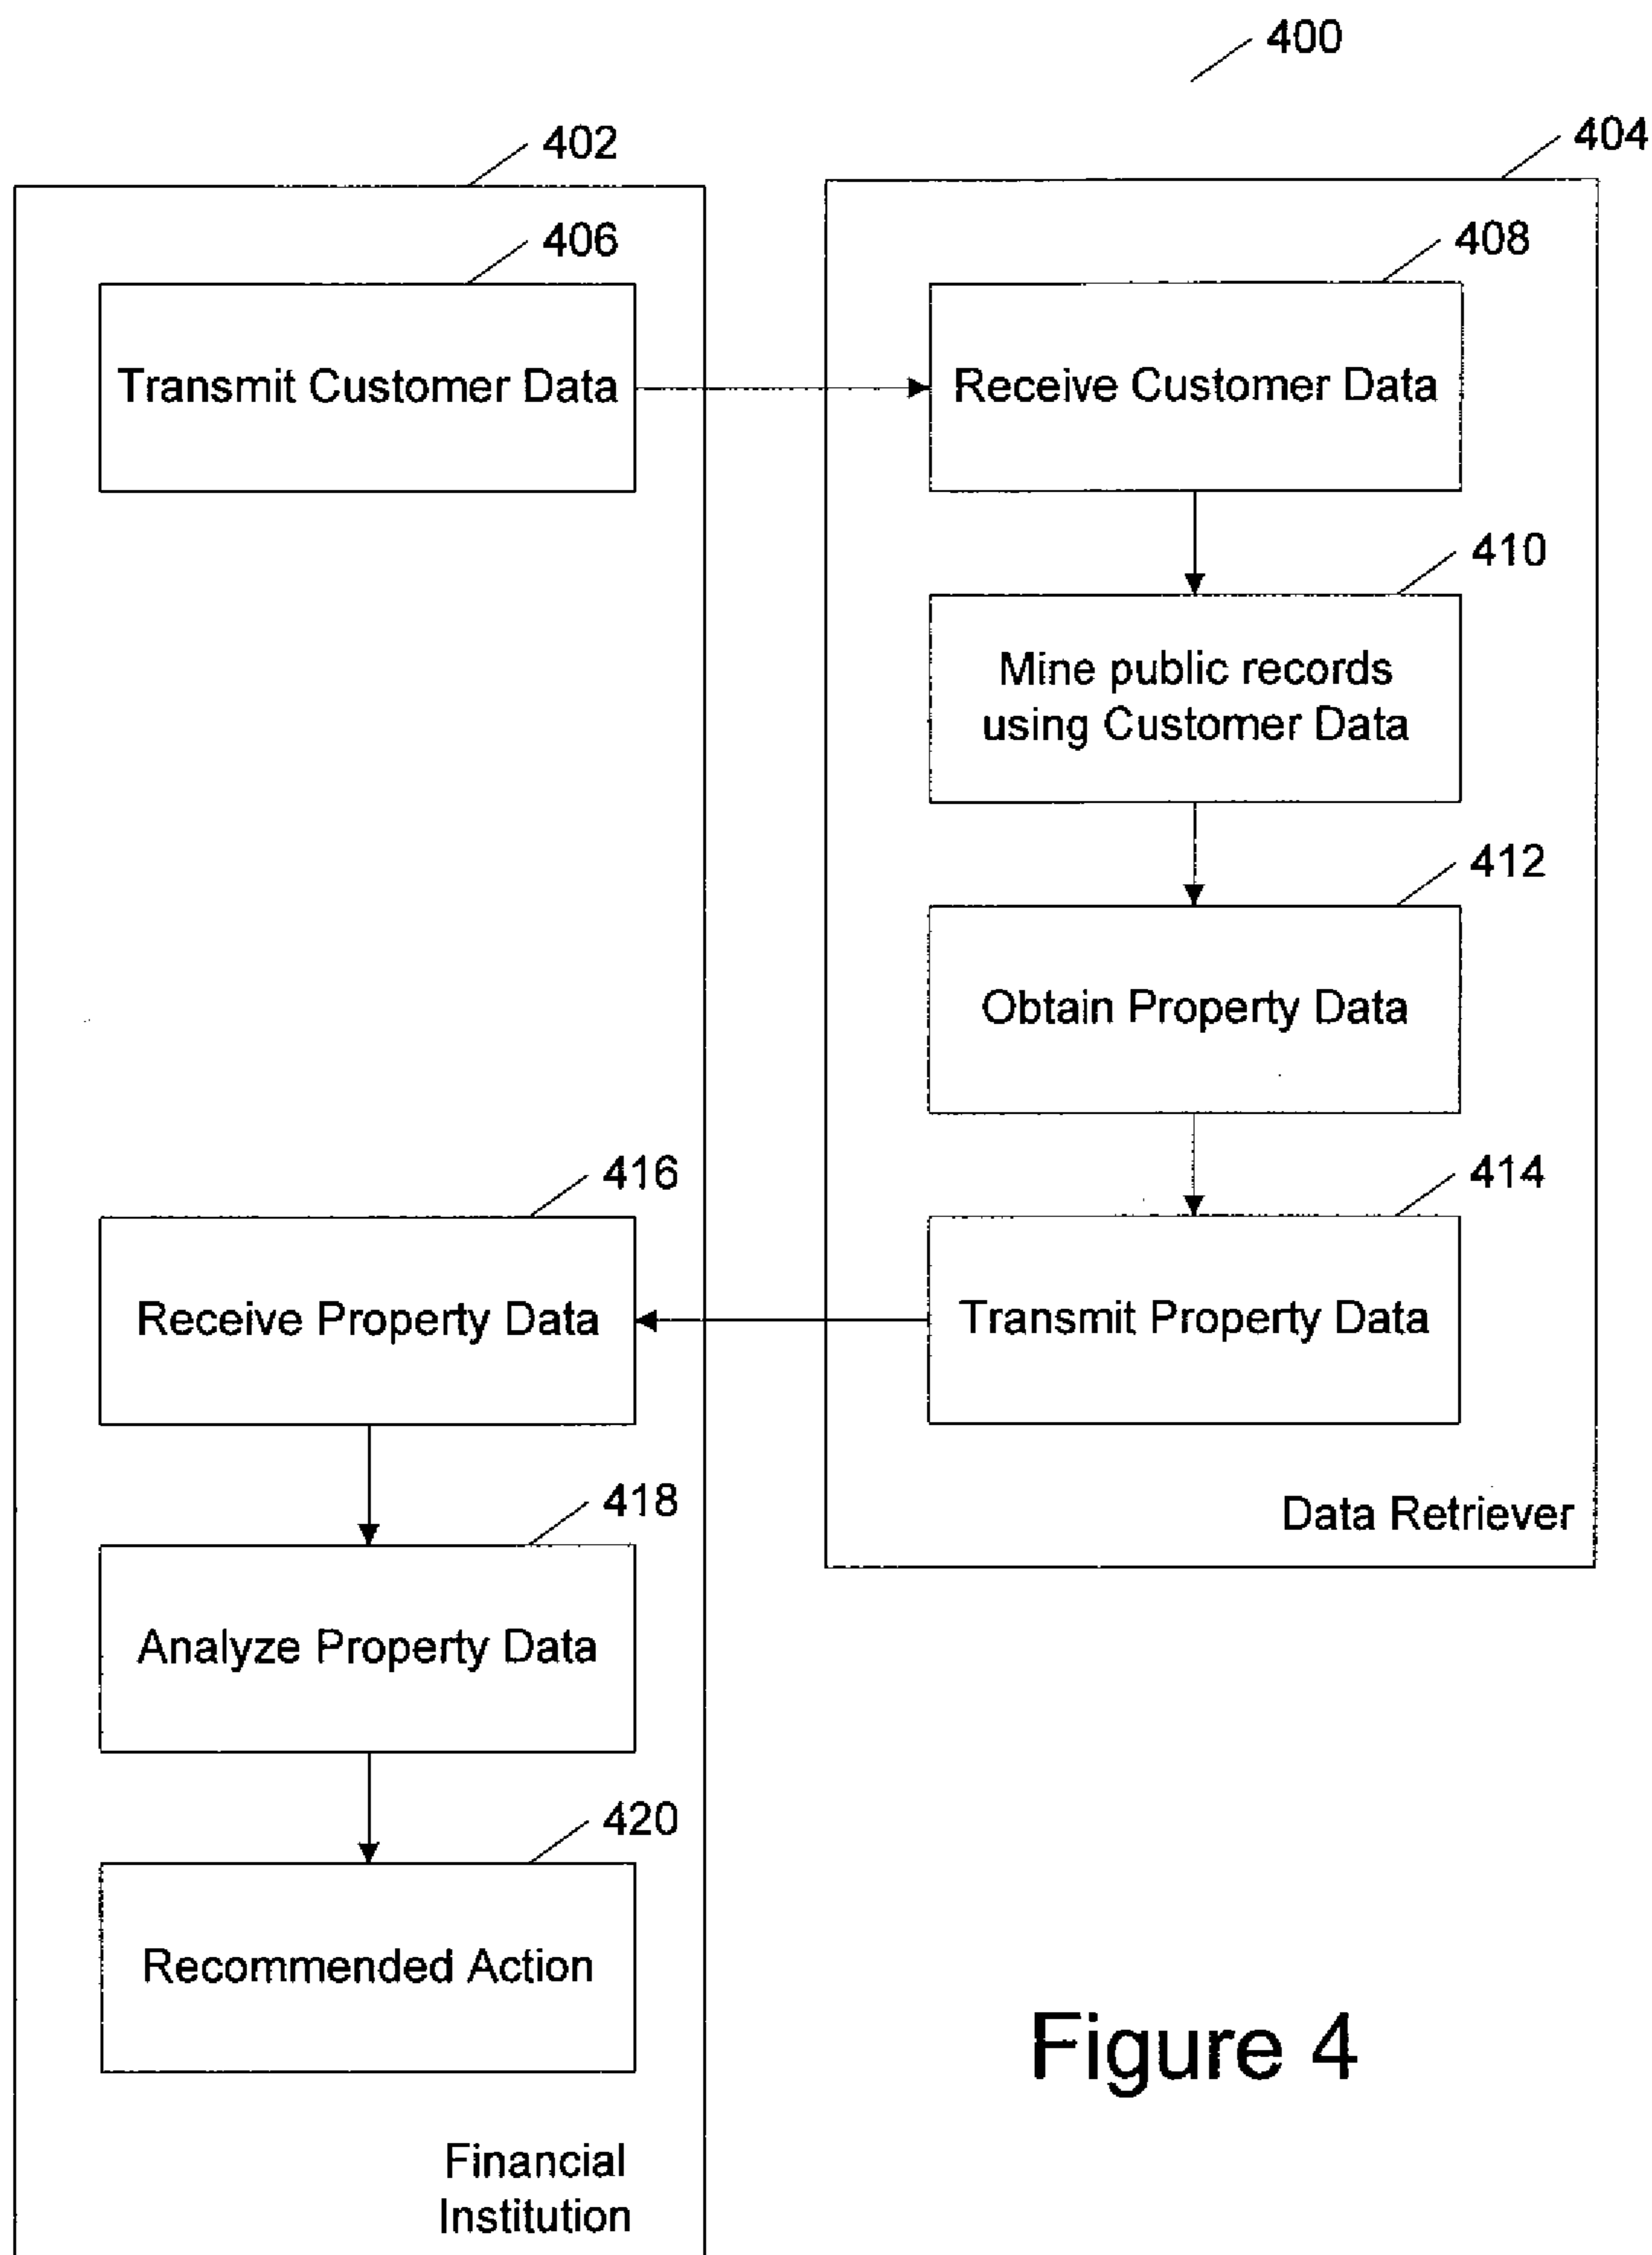 400
402
404
406
Transmit Customer Data
408
Receive Customer Data
410
Mine public records
using Customer Data
412
Obtain Property Data
414
Transmit Property Data
416
Receive Property Data
Data Retriever
418
Analyze Property Data
420
Recommended Action
Financial
Institution
Figure 4